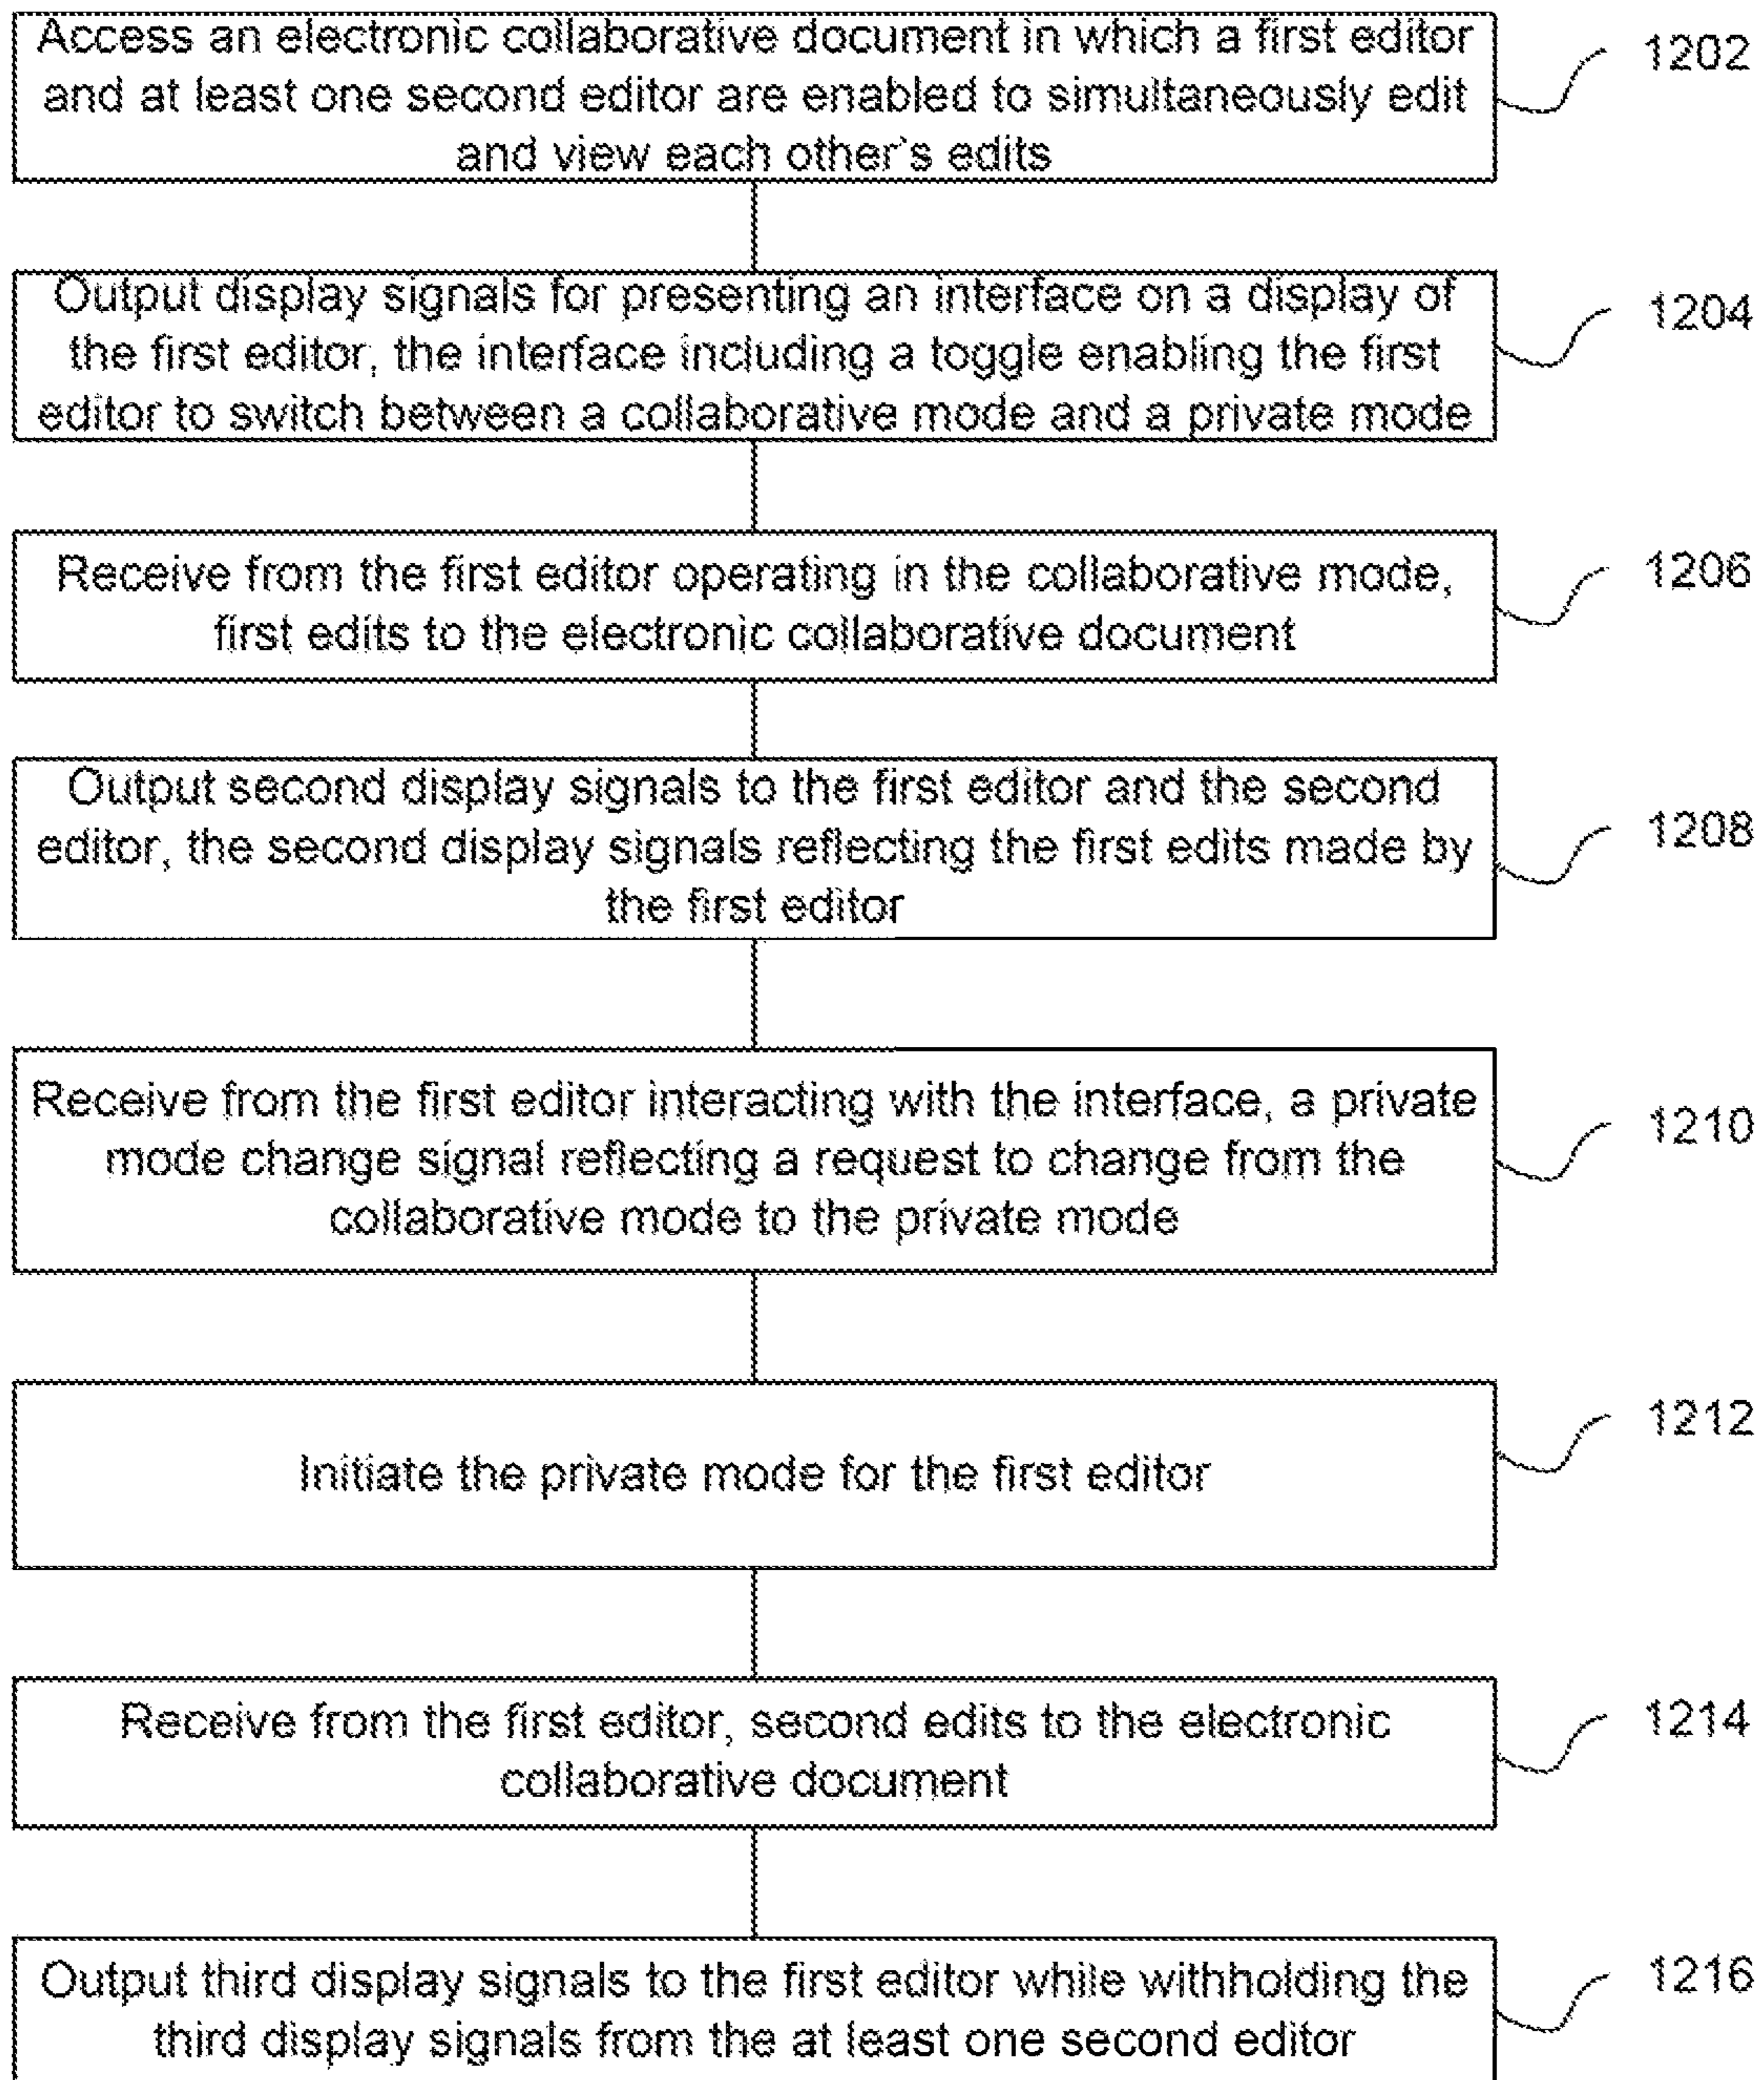 Access an electronic collaborative document in which a first editor
and at least one second editor are enabled to simultaneously edit
and view each other's edits
1202
Output display signals for presenting an interface on a display of
the first editor, the interface including a toggle enabling the first
editor to switch between a collaborative mode and a private mode
1204
Receive from the first editor operating in the collaborative mode,
first edits to the electronic collaborative document
1206
Output second display signals to the first editor and the second
editor, the second display signals reflecting the first edits made by
the first editor
1208
Receive from the first editor interacting with the interface, a private
mode change signal reflecting a request to change from the
collaborative mode to the private mode
1210
Initiate the private mode for the first editor
1212
Receive from the first editor, second edits to the electronic
collaborative document
1214
Output third display signals to the first editor while withholding the
third display signals from the at least one second editor
1216